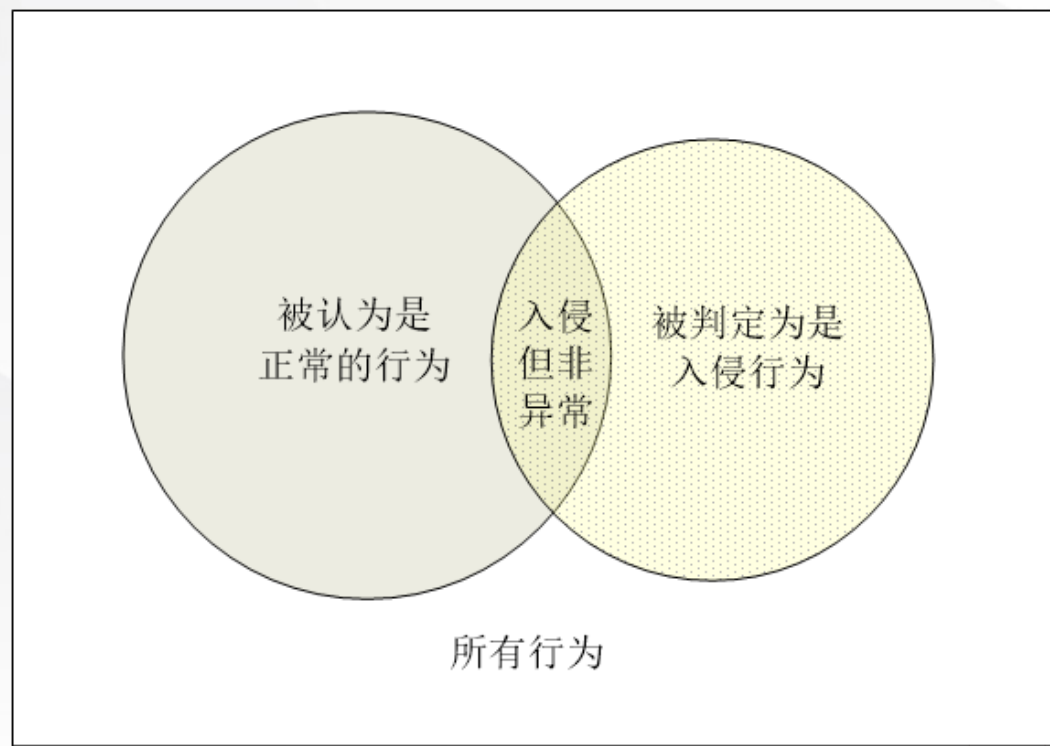 被认为是
正常的行为
入侵
但非
异常
被判定为是
入侵行为
所有行为